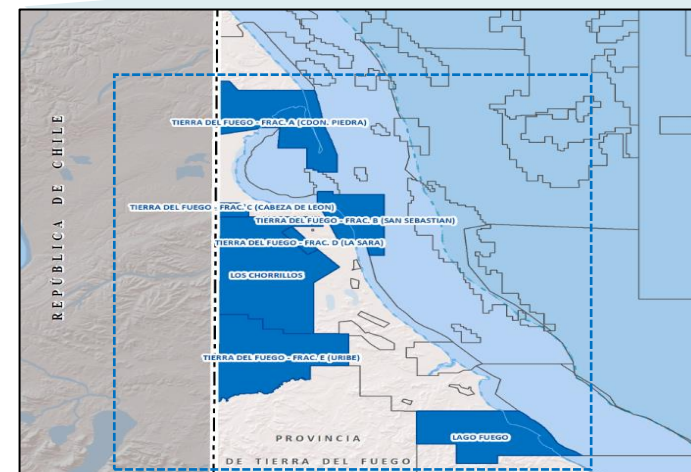 TIERRA DEL FUEGO - FRAC. A (CDON. PIEDRA)
REPÚBLICA DE CHILE
TIERRA DEL FUEGO - FRAC. C (CABEZA DE LEON)
TIERRA DEL FUEGO - FRAC. B (SAN SEBASTIAN)
TIERRA DEL FUEGO - FRAC. D (LA SARA)
LOS CHORRILLOS
TIERRA DEL FUEGO - FRAC. E (URIBE)
PROVINCIA
DE TIERRA DEL FUEGO
LAGO FUEGO